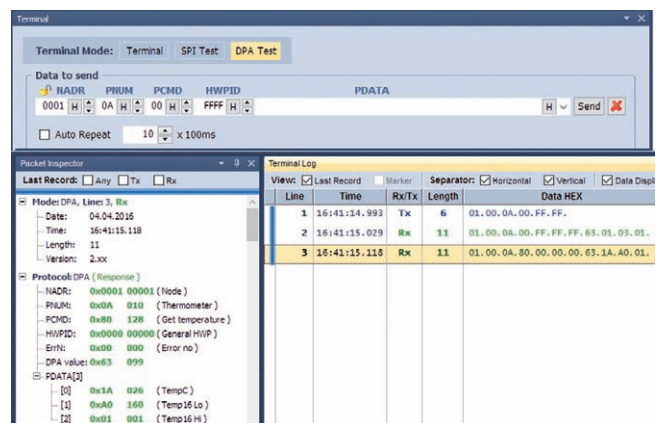 Terminal
Terminal Mode: Terminal SPI Test DPA Test
Data to send
NADR PNUM PCMD HWPID PDATA
0001 H 0A H 00 H FFFF H H Send
Auto Repeat 10 x 100ms
Packet Inspector
Last Record: Any Tx Rx
Mode: DPA, Line: 3, Rx
Date: 04.04.2016
Time: 16:41:15.118
Length: 11
Version: 2.xx
Protocol: DPA (Response)
NADR: 0x0001 00001 (Node)
PNUM: 0x0A 010 (Thermometer)
PCMD: 0x80 128 (Get temperature)
HWPID: 0x0000 00000 (General HWP)
ErrN: 0x00 000 (Error no)
DPA value: 0x63 099
PDATA[3]
[0] 0x1A 026 (TempC)
[1] 0xA0 160 (Temp16 Lo)
[2] 0x01 001 (Temp16 Hi)
Terminal Log
View: Last Record Marker Separator: Horizontal Vertical Data Displ
Line Time Rx/Tx Length Data HEX
1 16:41:14.993 Tx 6 01.00.0A.00.FF.FF.
2 16:41:15.029 Rx 11 01.00.0A.00.FF.FF.FF.63.01.03.01.
3 16:41:15.118 Rx 11 01.00.0A.80.00.00.00.63.1A.A0.01.